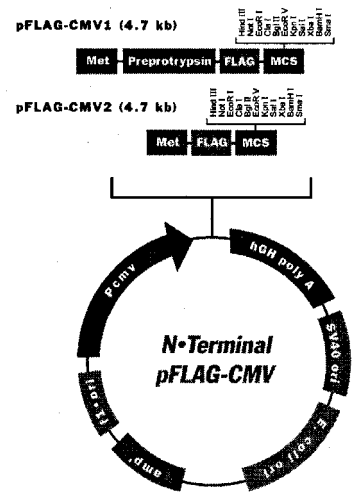 pFLAG-CMV1 (4.7 kb)
Hind III
Not I
EcoR I
Cla I
Bgl II
EcoR V
Kpn I
Sal I
Xba I
BamH I
Sma I
Met Preprotrypsin FLAG MCS
pFLAG-CMV2 (4.7 kb)
Hind III
Not I
EcoR I
Cla I
Bgl II
EcoR V
Kpn I
Sal I
Xba I
BamH I
Sma I
Met FLAG MCS
Pcmv
hGH poly A
SV40 ori
N•Terminal
pFLAG-CMV
f1•ori
ampʳ
E. coli ori